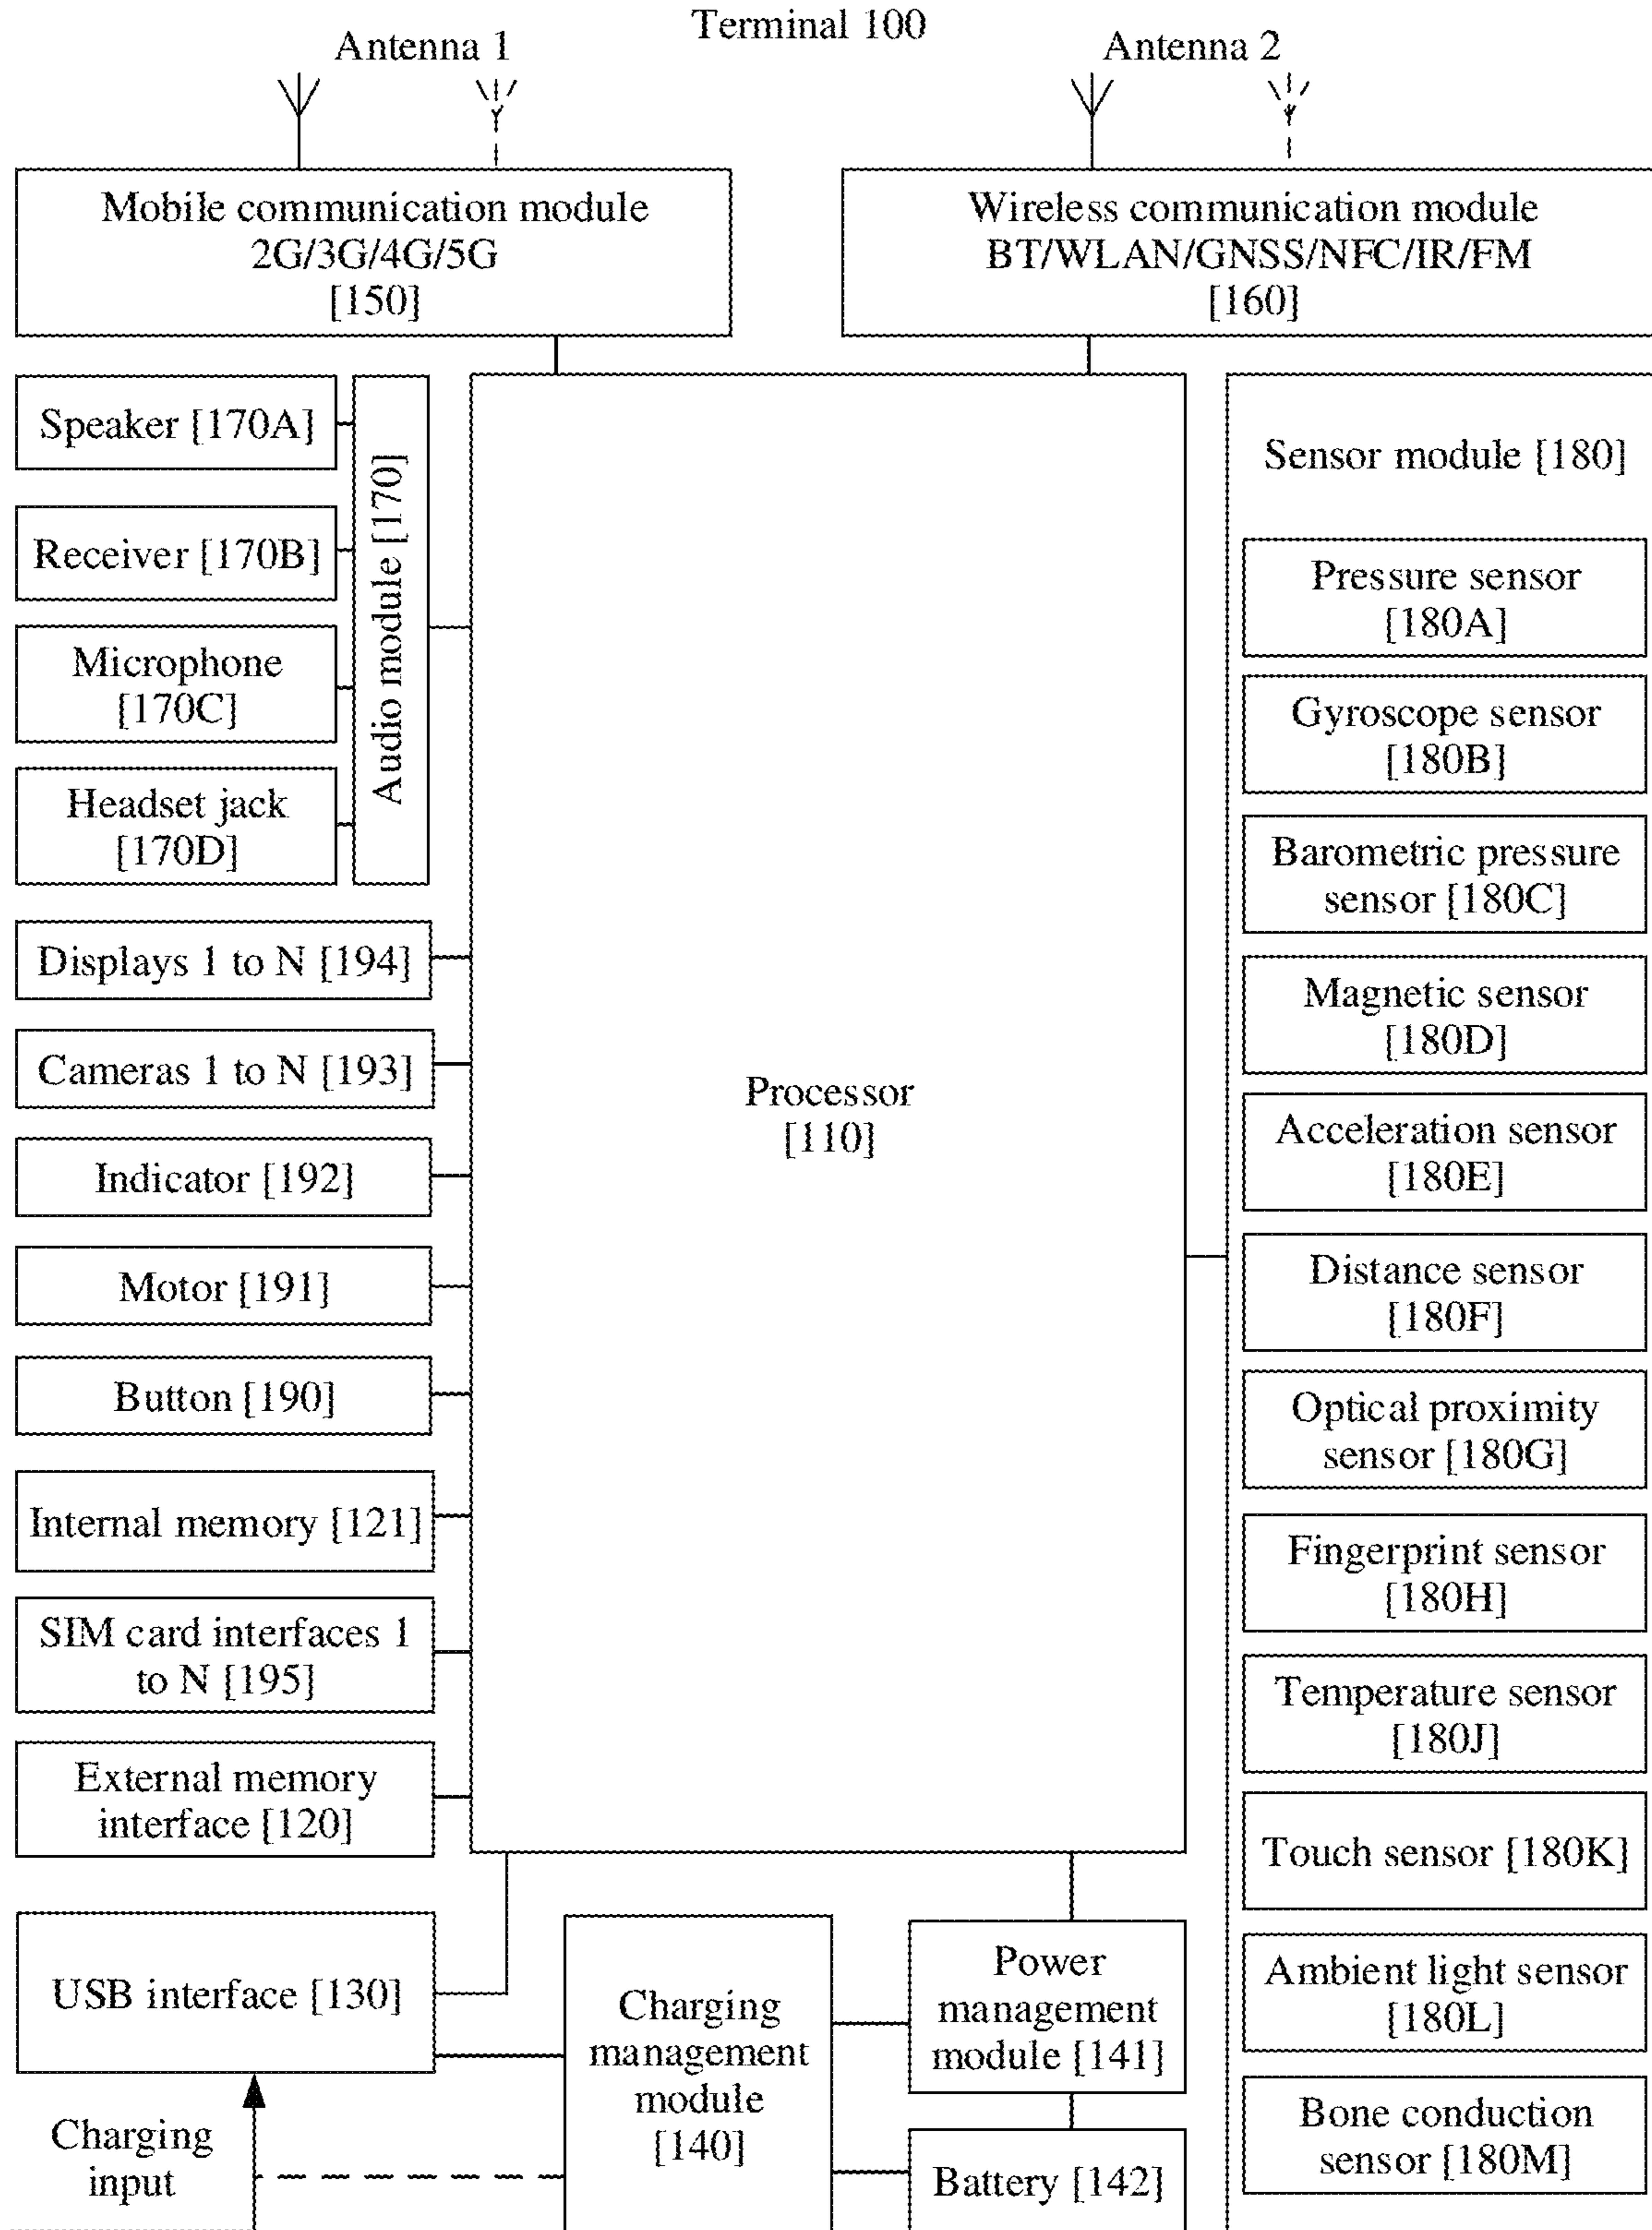 Terminal 100
Antenna 1
Antenna 2
Mobile communication module
2G/3G/4G/5G
[150]
Wireless communication module
BT/WLAN/GNSS/NFC/IR/FM
[160]
Speaker [170A]
Receiver [170B]
Microphone
[170C]
Headset jack
[170D]
Audio module [170]
Displays 1 to N [194]
Cameras 1 to N [193]
Indicator [192]
Motor [191]
Button [190]
Internal memory [121]
SIM card interfaces 1
to N [195]
External memory
interface [120]
USB interface [130]
Charging
input
Processor
[110]
Charging
management
module
[140]
Power
management
module [141]
Battery [142]
Sensor module [180]
Pressure sensor
[180A]
Gyroscope sensor
[180B]
Barometric pressure
sensor [180C]
Magnetic sensor
[180D]
Acceleration sensor
[180E]
Distance sensor
[180F]
Optical proximity
sensor [180G]
Fingerprint sensor
[180H]
Temperature sensor
[180J]
Touch sensor [180K]
Ambient light sensor
[180L]
Bone conduction
sensor [180M]